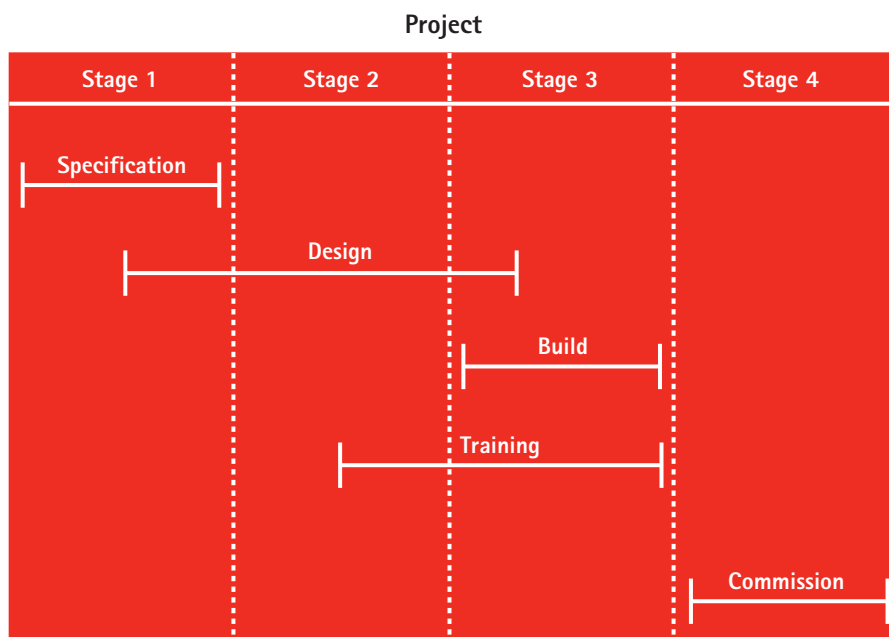 Project
Stage 1 Stage 2 Stage 3 Stage 4
Specification
Design
Build
Training
Commission